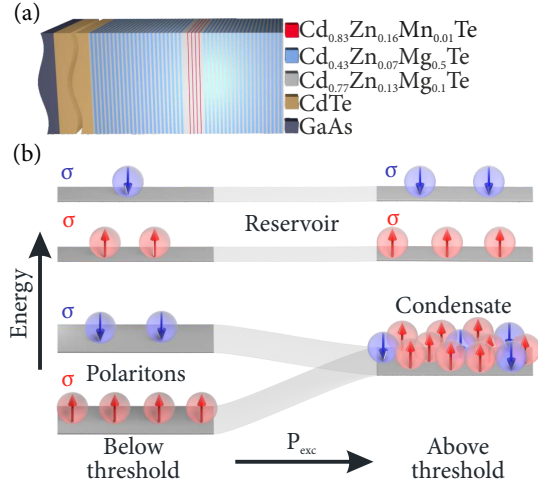 (a)
Cd0.83Zn0.16Mn0.01Te
Cd0.43Zn0.07Mg0.5Te
Cd0.77Zn0.13Mg0.1Te
CdTe
GaAs
(b)
σ
σ
Reservoir
σ
σ
Energy
σ
Condensate
σ
Polaritons
Below
threshold
Pexc
Above
threshold